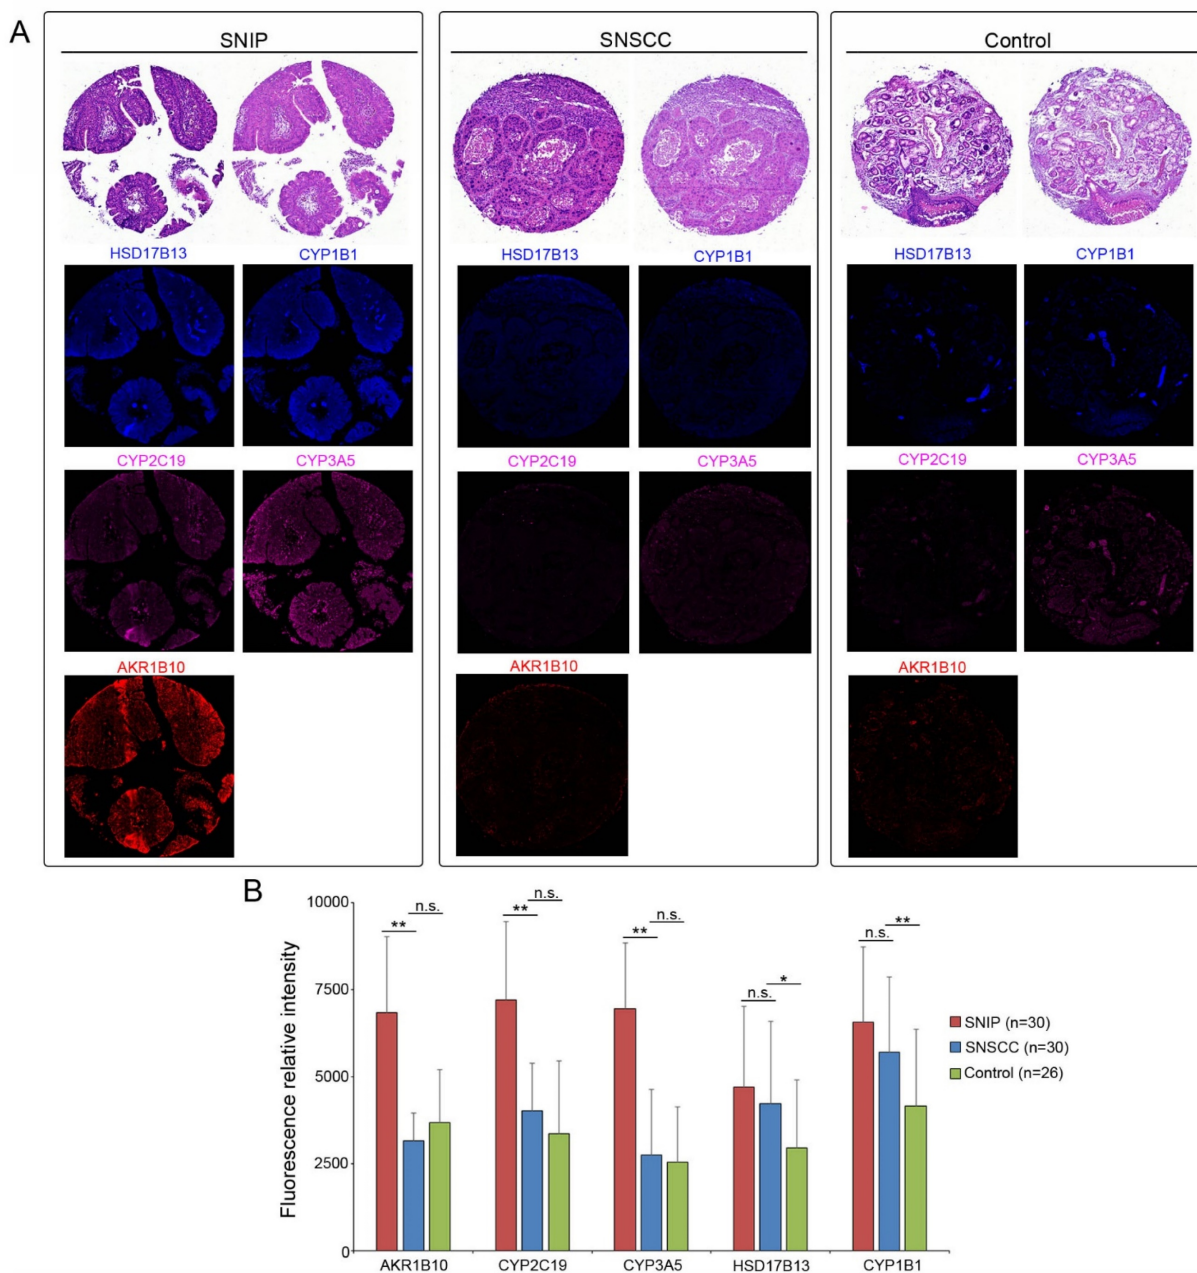 A
SNIP
SNSCC
Control
HSD17B13 CYP1B1
HSD17B13 CYP1B1
HSD17B13 CYP1B1
CYP2C19 CYP3A5
CYP2C19 CYP3A5
CYP2C19 CYP3A5
AKR1B10
AKR1B10
AKR1B10
B
Fluorescence relative intensity
10000
7500
5000
2500
0
** n.s.
** n.s.
** n.s.
n.s. *
n.s. **
SNIP (n=30)
SNSCC (n=30)
Control (n=26)
AKR1B10 CYP2C19 CYP3A5 HSD17B13 CYP1B1